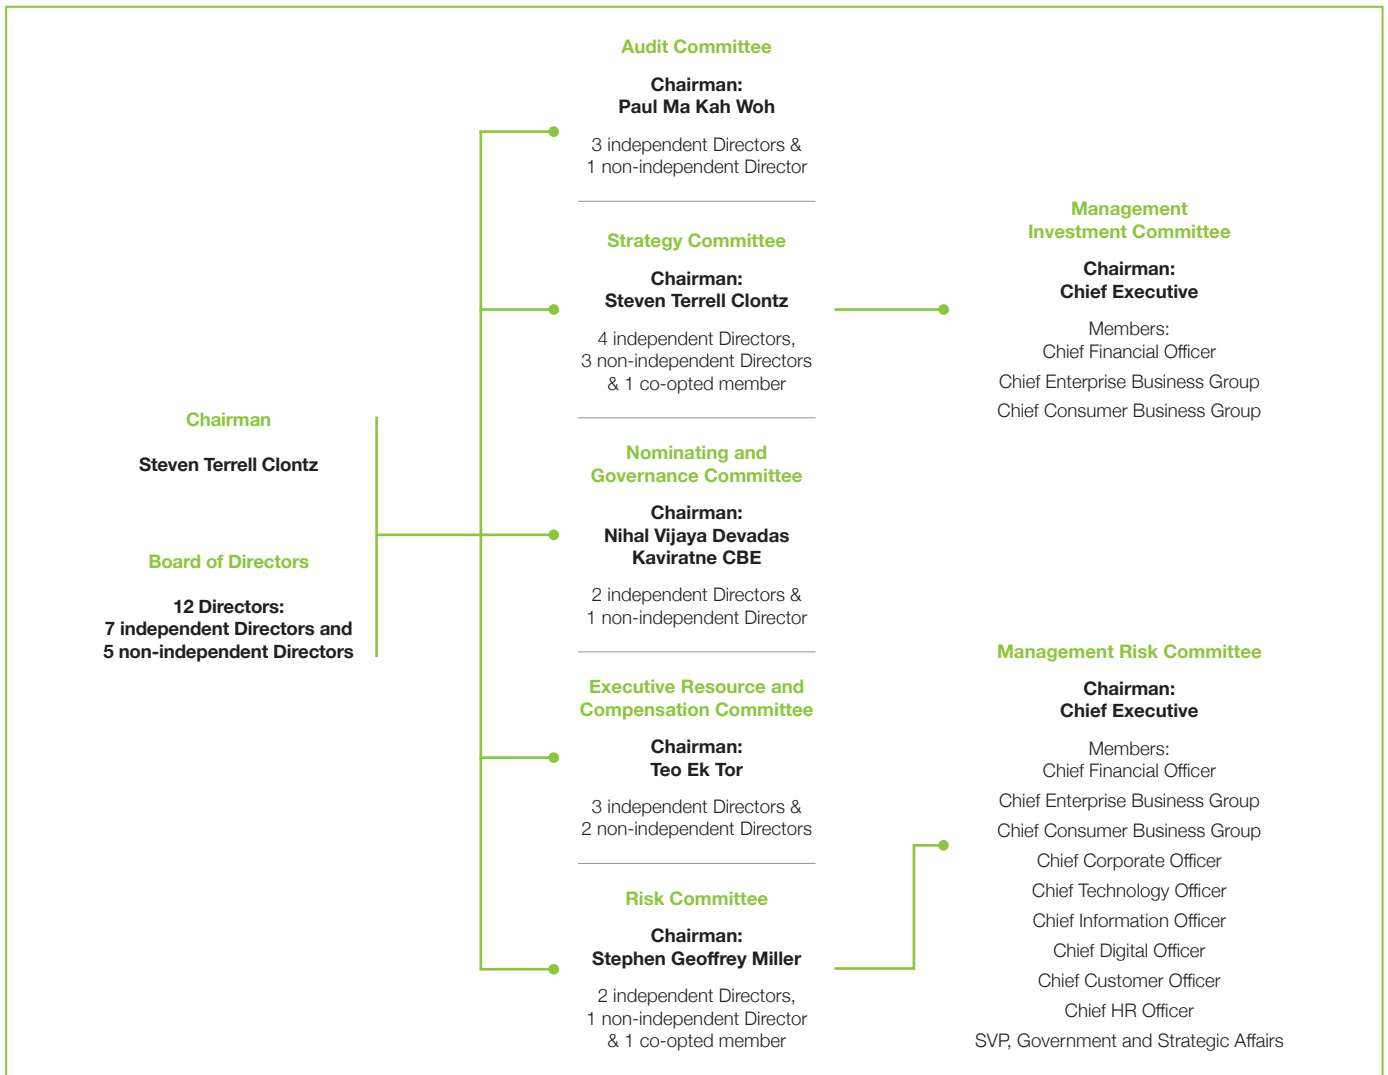 Chairman
Steven Terrell Clontz
Board of Directors
12 Directors:
7 independent Directors and
5 non-independent Directors
Audit Committee
Chairman:
Paul Ma Kah Woh
3 independent Directors &
1 non-independent Director
Strategy Committee
Chairman:
Steven Terrell Clontz
4 independent Directors,
3 non-independent Directors
& 1 co-opted member
Nominating and
Governance Committee
Chairman:
Nihal Vijaya Devadas
Kaviratne CBE
2 independent Directors &
1 non-independent Director
Executive Resource and
Compensation Committee
Chairman:
Teo Ek Tor
3 independent Directors &
2 non-independent Directors
Risk Committee
Chairman:
Stephen Geoffrey Miller
2 independent Directors,
1 non-independent Director
& 1 co-opted member
Management
Investment Committee
Chairman:
Chief Executive
Members:
Chief Financial Officer
Chief Enterprise Business Group
Chief Consumer Business Group
Management Risk Committee
Chairman:
Chief Executive
Members:
Chief Financial Officer
Chief Enterprise Business Group
Chief Consumer Business Group
Chief Corporate Officer
Chief Technology Officer
Chief Information Officer
Chief Digital Officer
Chief Customer Officer
Chief HR Officer
SVP, Government and Strategic Affairs